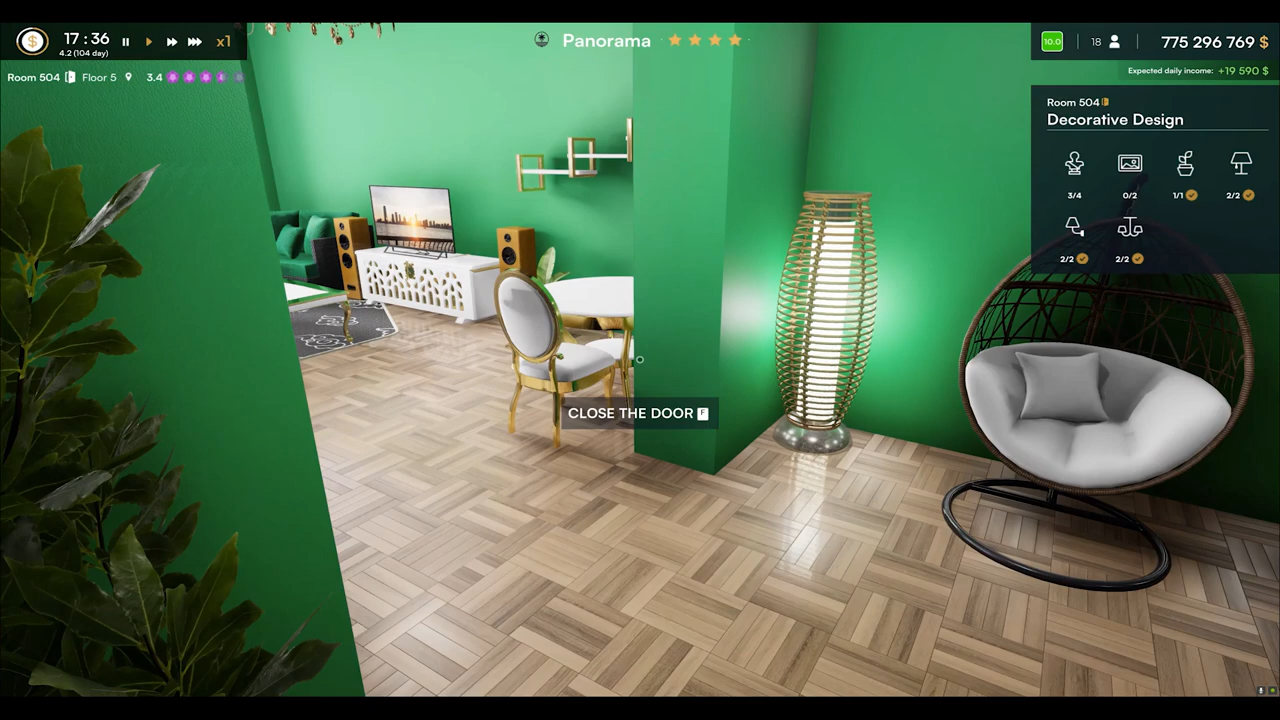 17 : 36
x1
4.2 (104 day)
Room 504 Floor 5 3.4
Panorama
10.0 18 775 296 769 $
Expected daily income: +19 590 $
Room 504
Decorative Design
3/4 0/2 1/1 2/2
2/2 2/2
CLOSE THE DOOR F